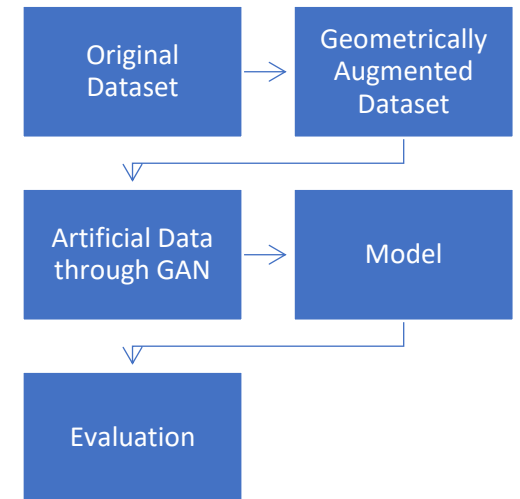 Original
Dataset
Geometrically
Augmented
Dataset
Artificial Data
through GAN
Model
Evaluation